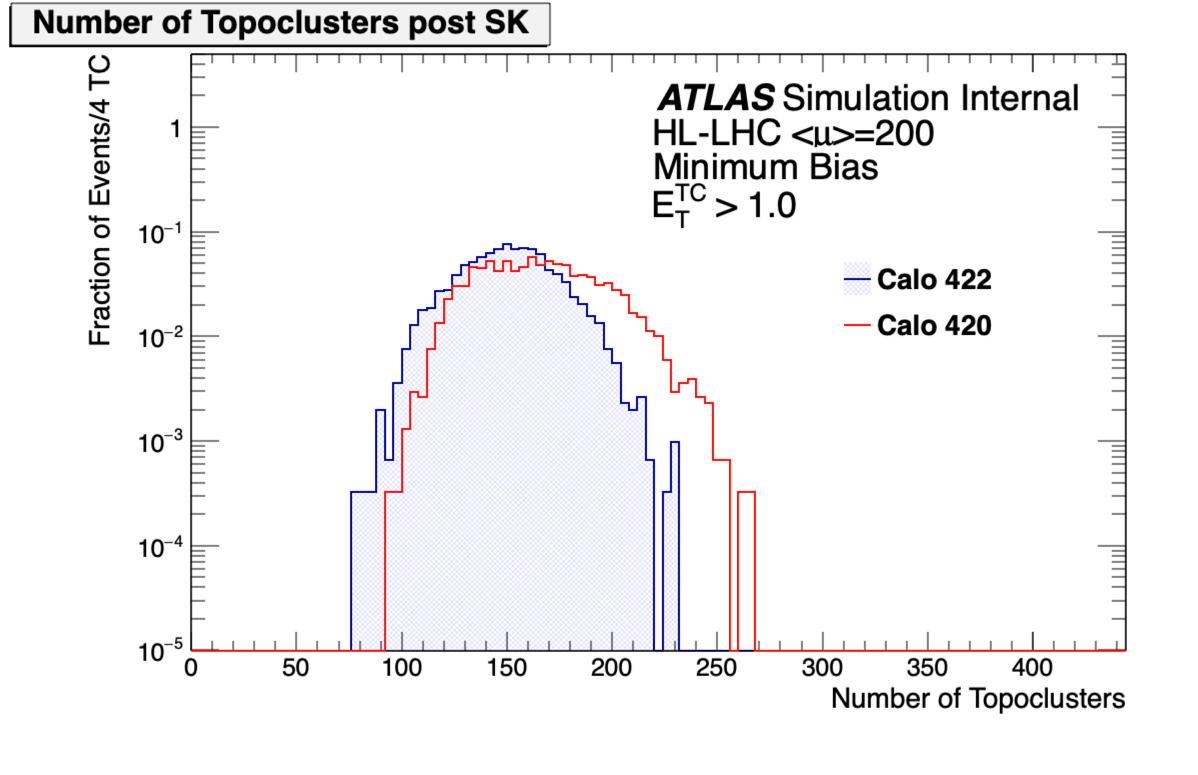 Number of Topoclusters post SK
Fraction of Events/4 TC
ATLAS Simulation Internal
HL-LHC <μ>=200
Minimum Bias
E_T^TC > 1.0
Calo 422
Calo 420
1
10⁻¹
10⁻²
10⁻³
10⁻⁴
10⁻⁵
0 50 100 150 200 250 300 350 400
Number of Topoclusters